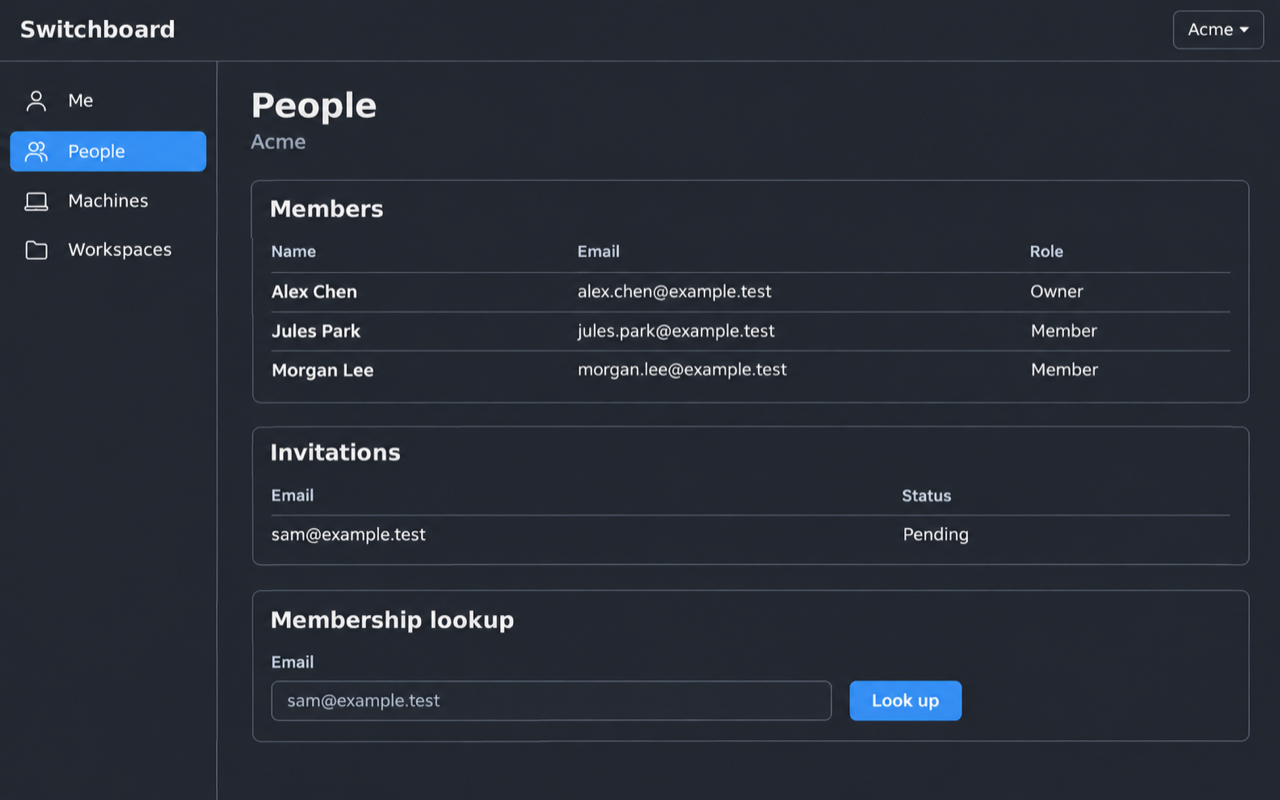 Switchboard
Acme
Me
People
Machines
Workspaces
People
Acme
Members
Name Email Role
Alex Chen alex.chen@example.test Owner
Jules Park jules.park@example.test Member
Morgan Lee morgan.lee@example.test Member
Invitations
Email Status
sam@example.test Pending
Membership lookup
Email
sam@example.test Look up